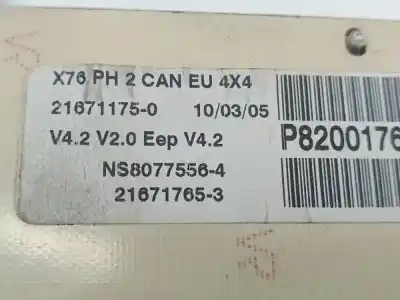 X76 PH 2 CAN EU 4X4
21671175-0 10/03/05
V4.2 V2.0 Eep V4.2
P8200176
NS8077556-4
21671765-3